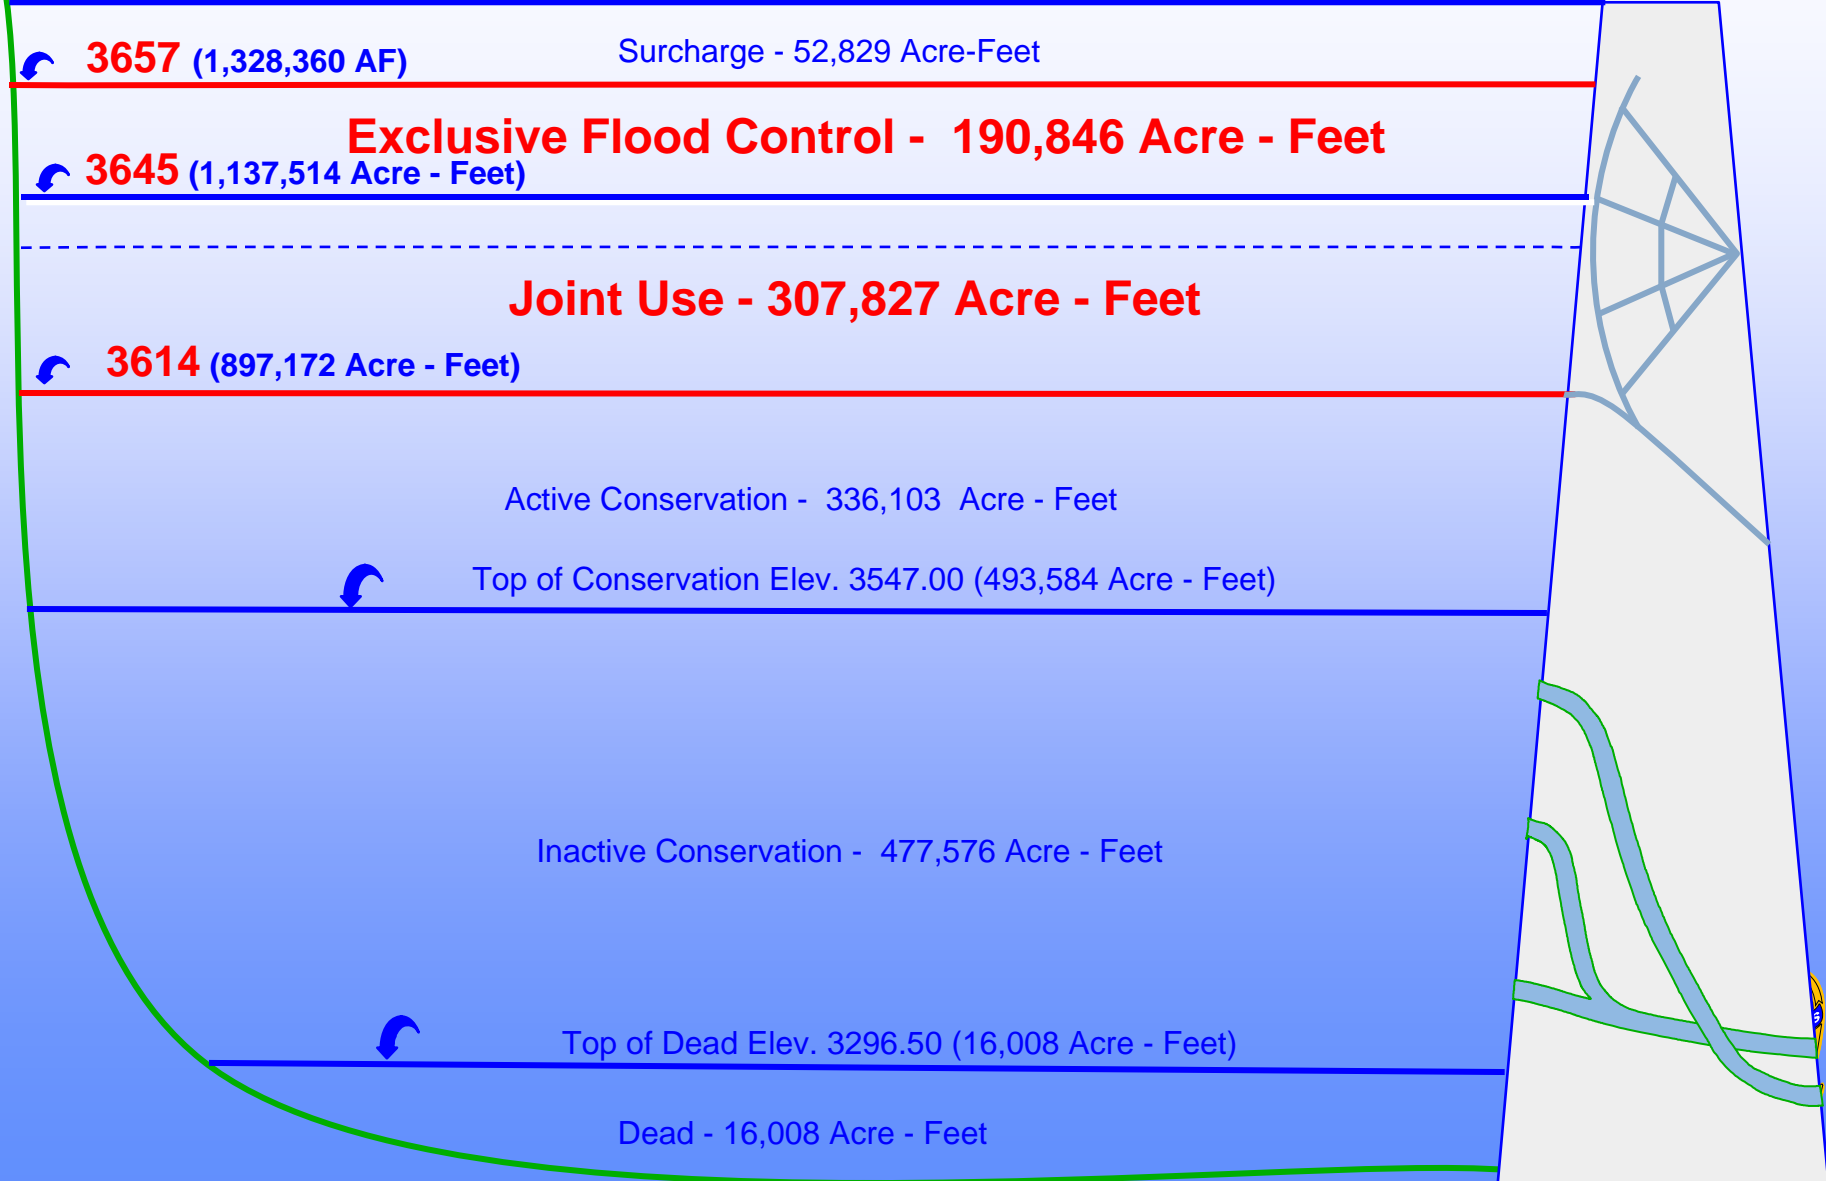 Surcharge - 52,829 Acre-Feet
3657 (1,328,360 AF)
Exclusive Flood Control - 190,846 Acre - Feet
3645 (1,137,514 Acre - Feet)
Joint Use - 307,827 Acre - Feet
3614 (897,172 Acre - Feet)
Active Conservation - 336,103 Acre - Feet
Top of Conservation Elev. 3547.00 (493,584 Acre - Feet)
Inactive Conservation - 477,576 Acre - Feet
Top of Dead Elev. 3296.50 (16,008 Acre - Feet)
Dead - 16,008 Acre - Feet